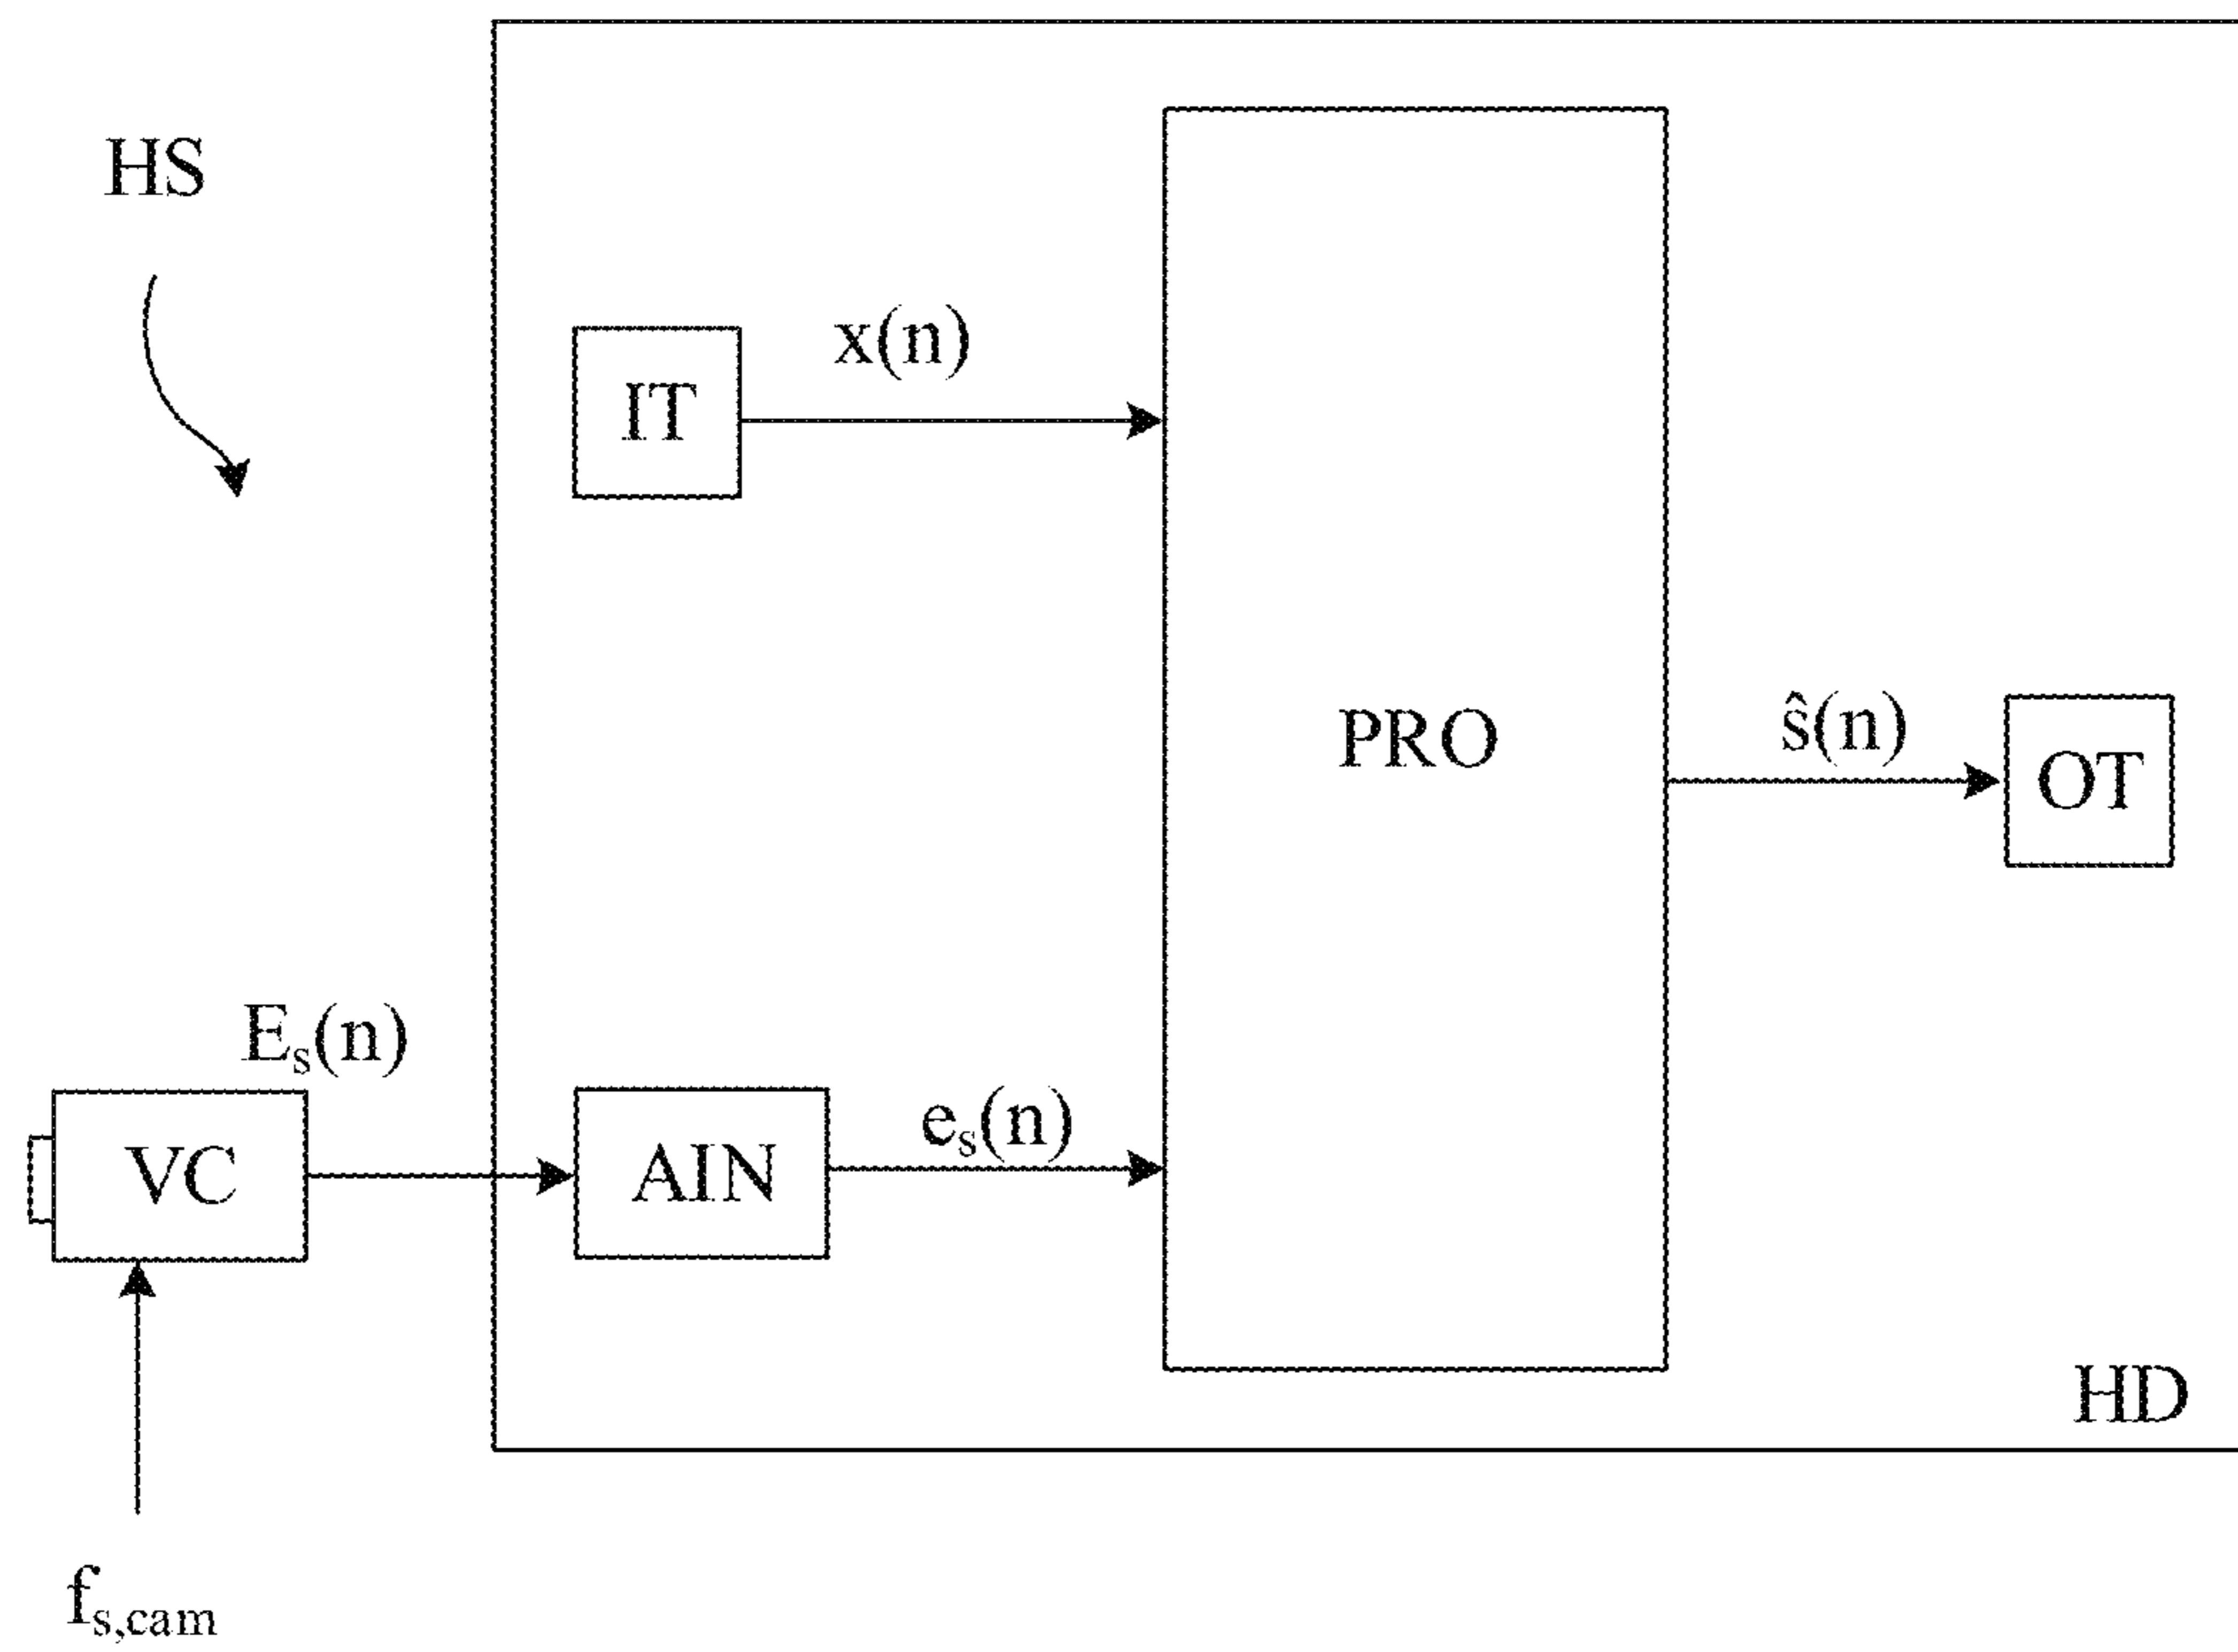 HS
x(n)
IT
PRO
ŝ(n)
OT
Eₛ(n)
VC
AIN
eₛ(n)
HD
fₛ,cam